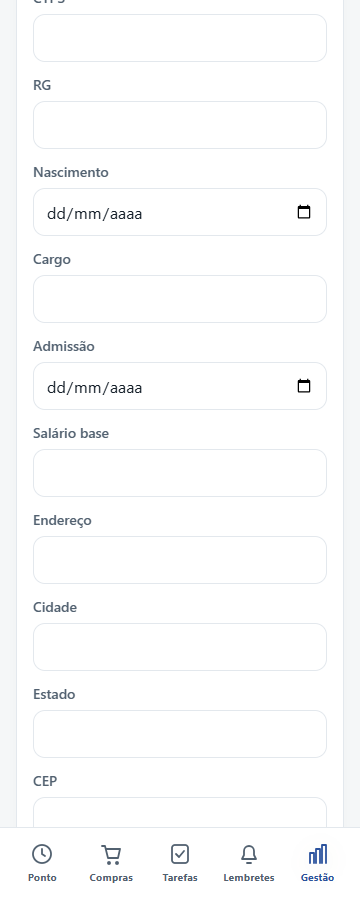 RG
Nascimento
dd/mm/aaaa
Cargo
Admissão
dd/mm/aaaa
Salário base
Endereço
Cidade
Estado
CEP
Ponto
Compras
Tarefas
Lembretes
Gestão